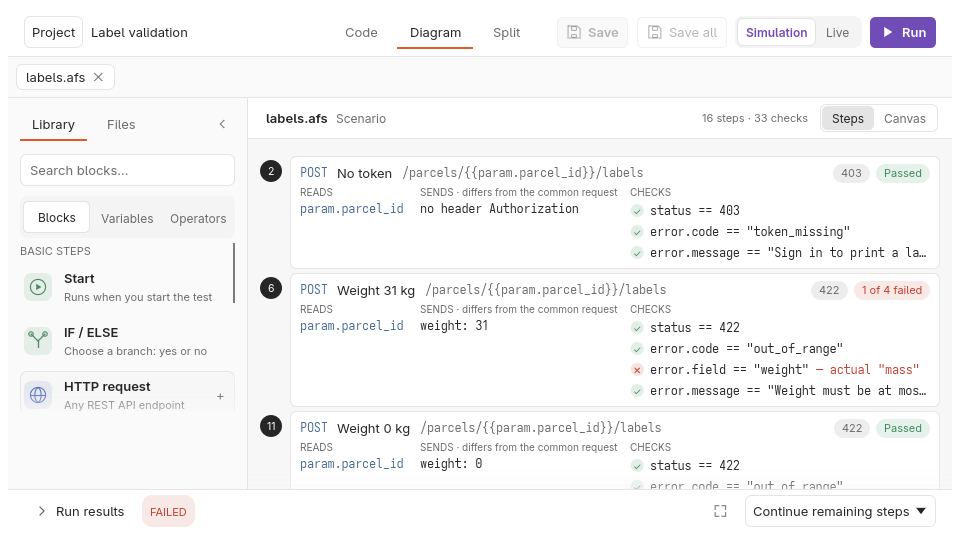 Project Label validation Code Diagram Split Save Save all Simulation Live Run
labels.afs
Library Files
labels.afs Scenario 16 steps · 33 checks Steps Canvas
Search blocks...
Blocks Variables Operators
BASIC STEPS
Start
Runs when you start the test
IF / ELSE
Choose a branch: yes or no
HTTP request
Any REST API endpoint +
2 POST No token /parcels/{{param.parcel_id}}/labels 403 Passed
READS SENDS · differs from the common request CHECKS
param.parcel_id no header Authorization status == 403
error.code == "token_missing"
error.message == "Sign in to print a la…
6 POST Weight 31 kg /parcels/{{param.parcel_id}}/labels 422 1 of 4 failed
READS SENDS · differs from the common request CHECKS
param.parcel_id weight: 31 status == 422
error.code == "out_of_range"
error.field == "weight" — actual "mass"
error.message == "Weight must be at mos…
11 POST Weight 0 kg /parcels/{{param.parcel_id}}/labels 422 Passed
READS SENDS · differs from the common request CHECKS
param.parcel_id weight: 0 status == 422
error.code == "out_of_range"
Run results FAILED Continue remaining steps